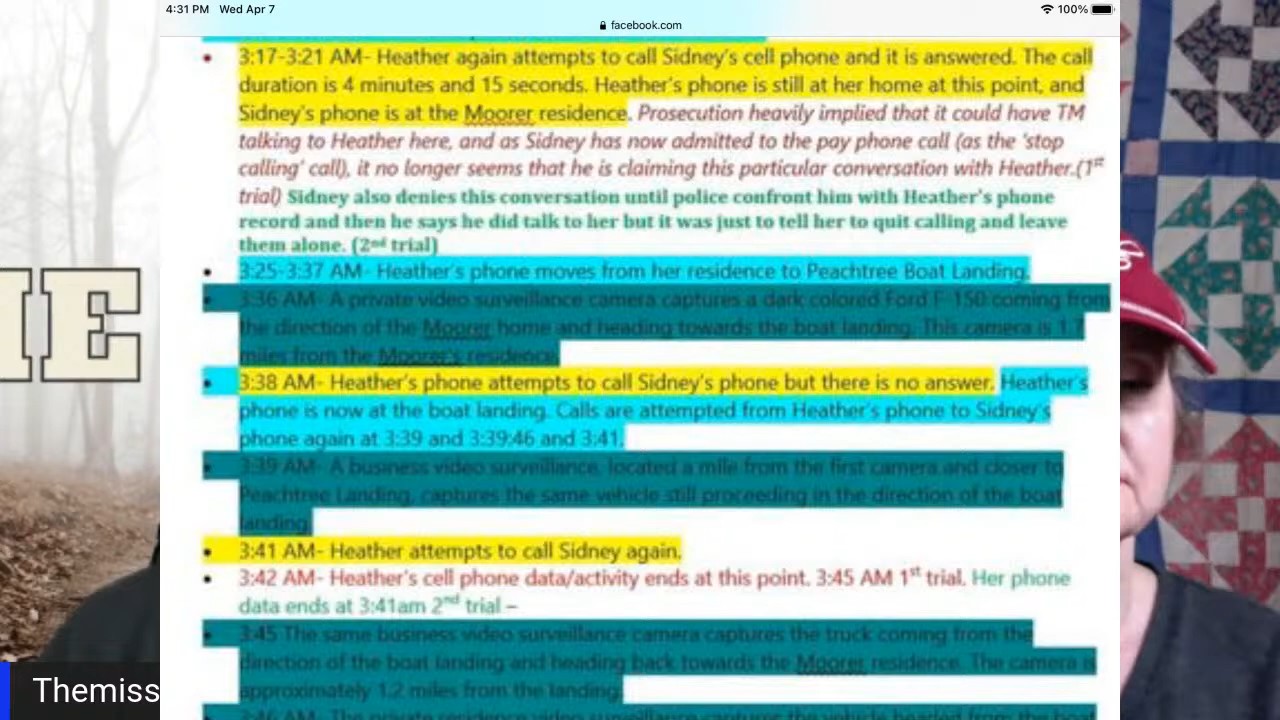 4:31 PM Wed Apr 7
100%
facebook.com
3:17-3:21 AM- Heather again attempts to call Sidney's cell phone and it is answered. The call
duration is 4 minutes and 15 seconds. Heather's phone is still at her home at this point, and
Sidney's phone is at the Moorer residence. Prosecution heavily implied that it could have TM
talking to Heather here, and as Sidney has now admitted to the pay phone call (as the 'stop
calling' call), it no longer seems that he is claiming this particular conversation with Heather.(1st
trial) Sidney also denies this conversation until police confront him with Heather's phone
record and then he says he did talk to her but it was just to tell her to quit calling and leave
them alone. (2nd trial)
3:25-3:37 AM- Heather's phone moves from her residence to Peachtree Boat Landing.
3:36 AM- A private video surveillance camera captures a dark colored Ford F-150 coming from
the direction of the Moorer home and heading towards the boat landing. This camera is 1.7
miles from the Moorer's residence.
3:38 AM- Heather's phone attempts to call Sidney's phone but there is no answer. Heather's
phone is now at the boat landing. Calls are attempted from Heather's phone to Sidney's
phone again at 3:39 and 3:39:46 and 3:41.
3:39 AM- A business video surveillance, located a mile from the first camera and closer to
Peachtree Landing, captures the same vehicle still proceeding in the direction of the boat
landing.
3:41 AM- Heather attempts to call Sidney again.
3:42 AM- Heather's cell phone data/activity ends at this point. 3:45 AM 1st trial. Her phone
data ends at 3:41am 2nd trial –
3:45 The same business video surveillance camera captures the truck coming from the
direction of the boat landing and heading back towards the Moorer residence. The camera is
approximately 1.2 miles from the landing.
3:46 AM- The private residence video surveillance captures the vehicle headed from the boat
E
Themiss